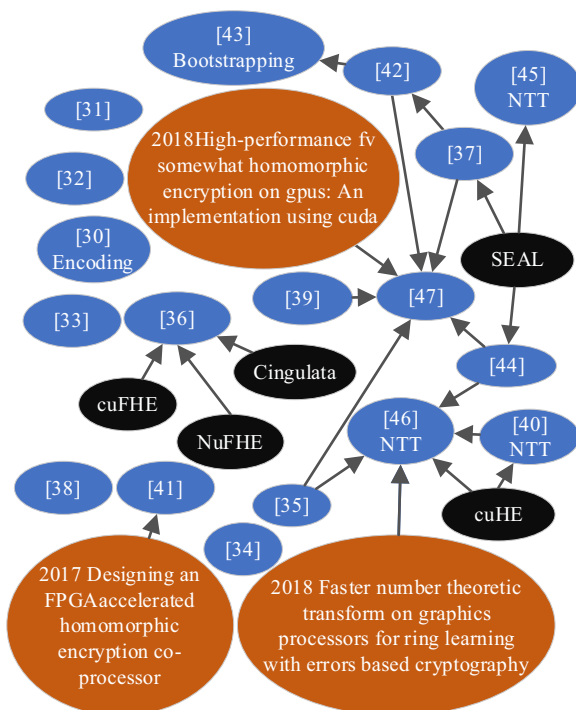 [43]
Bootstrapping
[42]
[45]
NTT
[31]
2018High-performance fv
somewhat homomorphic
encryption on gpus: An
implementation using cuda
[37]
[32]
[30]
Encoding
SEAL
[39]
[47]
[33]
[36]
Cingulata
[44]
cuFHE
NuFHE
[46]
NTT
[40]
NTT
[38]
[41]
[35]
cuHE
[34]
2017 Designing an
FPGAaccelerated
homomorphic
encryption co-
processor
2018 Faster number theoretic
transform on graphics
processors for ring learning
with errors based cryptography